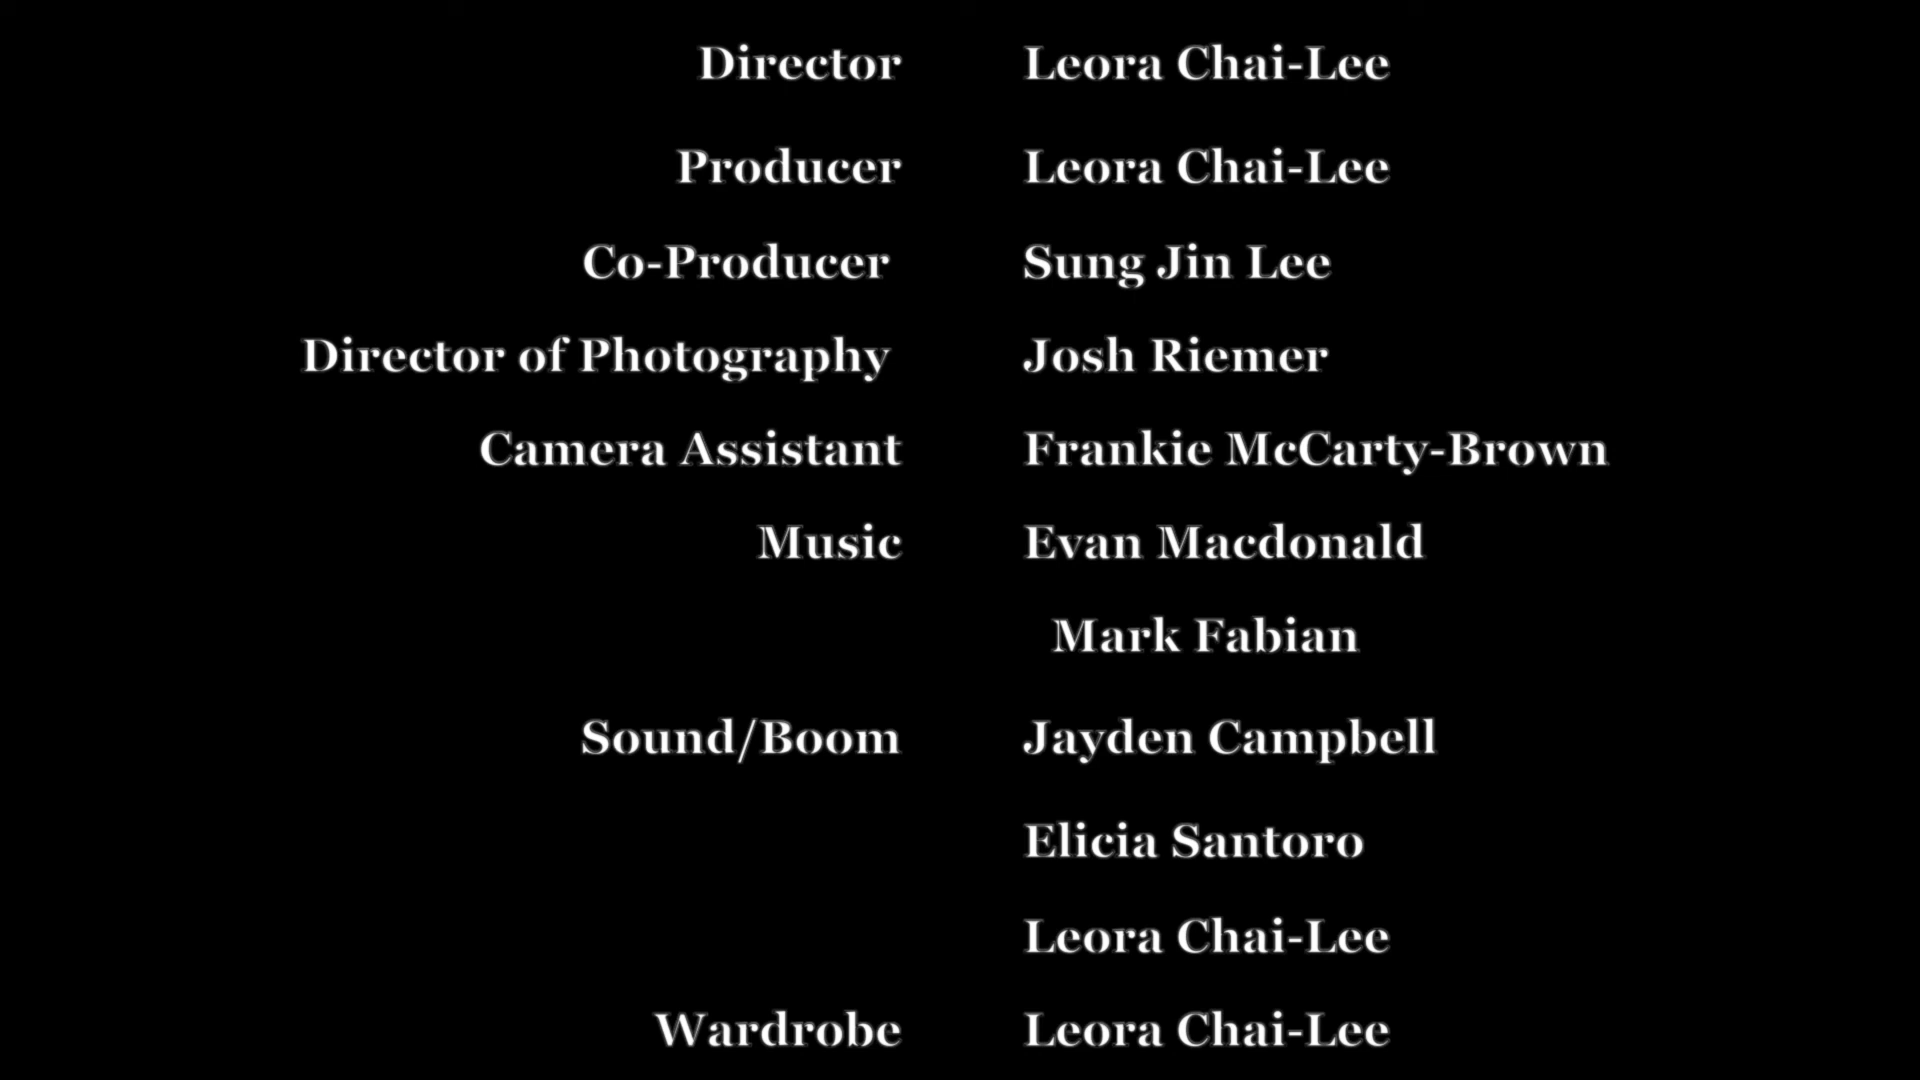 Director Leora Chai-Lee
Producer Leora Chai-Lee
Co-Producer Sung Jin Lee
Director of Photography Josh Riemer
Camera Assistant Frankie McCarty-Brown
Music Evan Macdonald
Mark Fabian
Sound/Boom Jayden Campbell
Elicia Santoro
Leora Chai-Lee
Wardrobe Leora Chai-Lee